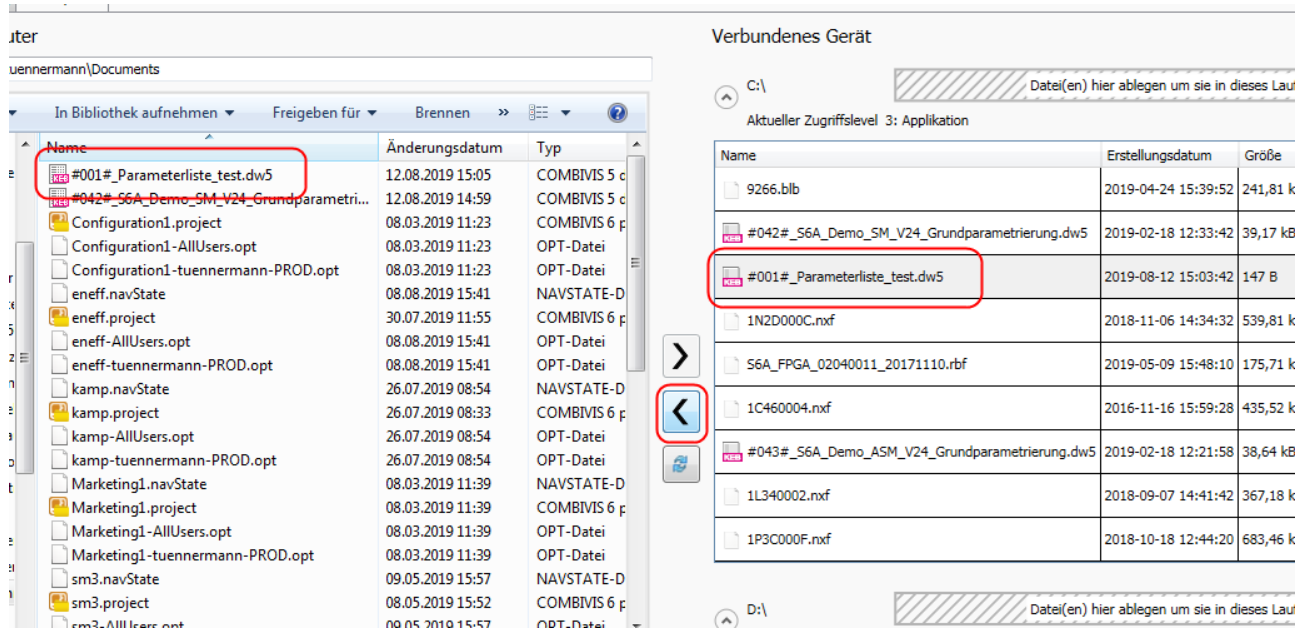 uter
Verbundenes Gerät
uennermann\Documents
C:\
Datei(en) hier ablegen um sie in dieses Lauf
In Bibliothek aufnehmen Freigeben für Brennen »
Aktueller Zugriffslevel 3: Applikation
Name Änderungsdatum Typ
#001#_Parameterliste_test.dw5 12.08.2019 15:05 COMBIVIS 5 d
#042#_S6A_Demo_SM_V24_Grundparametri... 12.08.2019 14:59 COMBIVIS 5 d
Configuration1.project 08.03.2019 11:23 COMBIVIS 6 p
Configuration1-AllUsers.opt 08.03.2019 11:23 OPT-Datei
Configuration1-tuennermann-PROD.opt 08.03.2019 11:23 OPT-Datei
eneff.navState 08.08.2019 15:41 NAVSTATE-D
eneff.project 30.07.2019 11:55 COMBIVIS 6 p
eneff-AllUsers.opt 08.08.2019 15:41 OPT-Datei
eneff-tuennermann-PROD.opt 08.08.2019 15:41 OPT-Datei
kamp.navState 26.07.2019 08:54 NAVSTATE-D
kamp.project 26.07.2019 08:33 COMBIVIS 6 p
kamp-AllUsers.opt 26.07.2019 08:54 OPT-Datei
kamp-tuennermann-PROD.opt 26.07.2019 08:54 OPT-Datei
Marketing1.navState 08.03.2019 11:39 NAVSTATE-D
Marketing1.project 08.03.2019 11:39 COMBIVIS 6 p
Marketing1-AllUsers.opt 08.03.2019 11:39 OPT-Datei
Marketing1-tuennermann-PROD.opt 08.03.2019 11:39 OPT-Datei
sm3.navState 09.05.2019 15:57 NAVSTATE-D
sm3.project 08.05.2019 15:52 COMBIVIS 6 p
sm3-AllUsers.opt 09.05.2019 15:57 OPT-Datei
Name Erstellungsdatum Größe
9266.blb 2019-04-24 15:39:52 241,81 k
#042#_S6A_Demo_SM_V24_Grundparametrierung.dw5 2019-02-18 12:33:42 39,17 kB
#001#_Parameterliste_test.dw5 2019-08-12 15:03:42 147 B
1N2D000C.nxf 2018-11-06 14:34:32 539,81 k
S6A_FPGA_02040011_20171110.rbf 2019-05-09 15:48:10 175,71 k
1C460004.nxf 2016-11-16 15:59:28 435,52 k
#043#_S6A_Demo_ASM_V24_Grundparametrierung.dw5 2019-02-18 12:21:58 38,64 kB
1L340002.nxf 2018-09-07 14:41:42 367,18 k
1P3C000F.nxf 2018-10-18 12:44:20 683,46 k
D:\
Datei(en) hier ablegen um sie in dieses Lauf